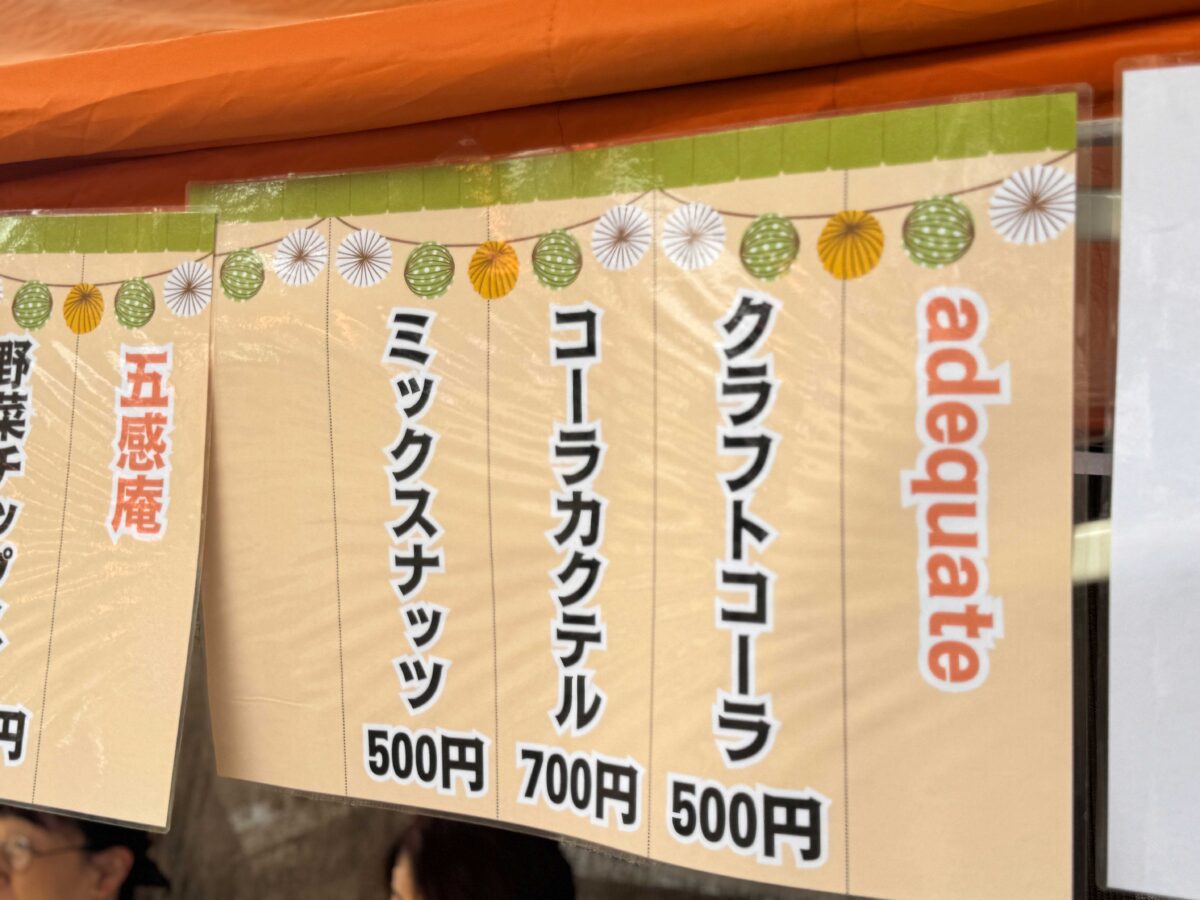 adequate
クラフトコーラ
500円
コーラカクテル
700円
ミックスナッツ
500円
五感庵
野菜チップス
円